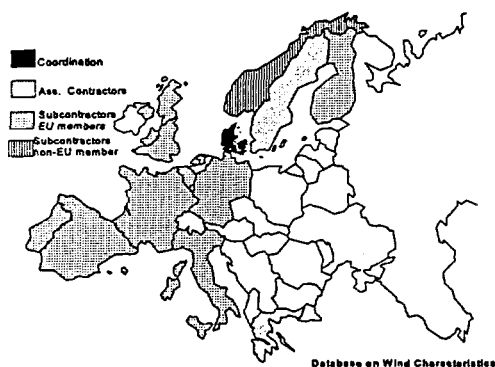 Coordination
Ass. Contractors
Subcontractors
EU members
Subcontractors
non-EU member
Database on Wind Characteristics